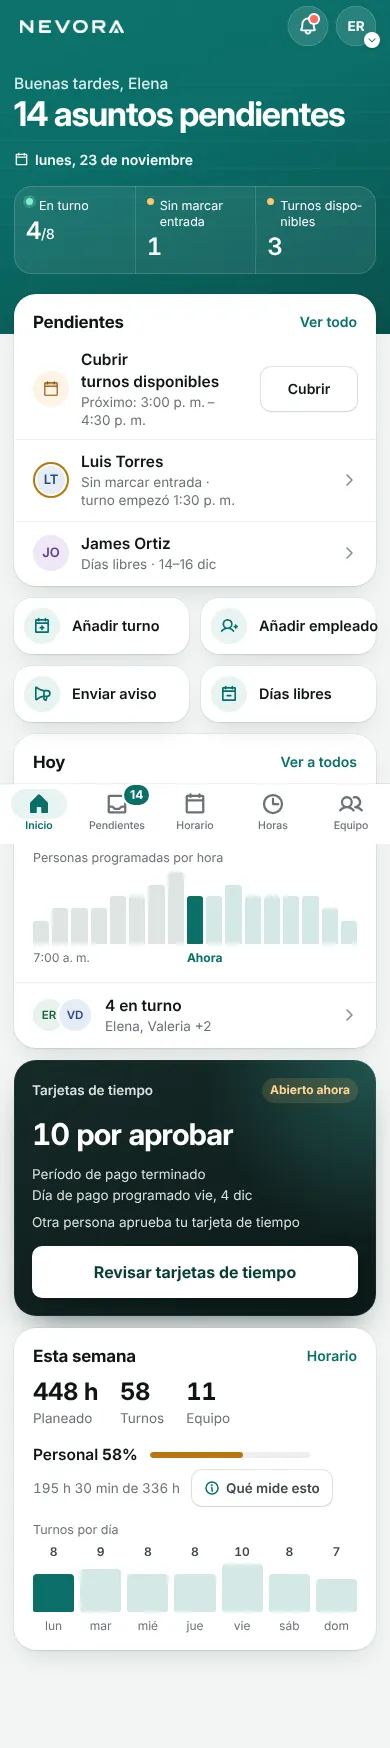 NEVORA
ER
Buenas tardes, Elena
14 asuntos pendientes
lunes, 23 de noviembre
En turno
4/8
Sin marcar
entrada
1
Turnos dispo-
nibles
3
Pendientes
Ver todo
Cubrir
turnos disponibles
Próximo: 3:00 p. m. –
4:30 p. m.
Cubrir
LT
Luis Torres
Sin marcar entrada ·
turno empezó 1:30 p. m.
JO
James Ortiz
Días libres · 14–16 dic
Añadir turno
Añadir empleado
Enviar aviso
Días libres
Hoy
Ver a todos
Inicio
14
Pendientes
Horario
Horas
Equipo
Personas programadas por hora
7:00 a. m.
Ahora
ER
VD
4 en turno
Elena, Valeria +2
Tarjetas de tiempo
Abierto ahora
10 por aprobar
Período de pago terminado
Día de pago programado vie, 4 dic
Otra persona aprueba tu tarjeta de tiempo
Revisar tarjetas de tiempo
Esta semana
Horario
448 h
58
11
Planeado
Turnos
Equipo
Personal 58%
195 h 30 min de 336 h
Qué mide esto
Turnos por día
8 9 8 8 10 8 7
lun mar mié jue vie sáb dom